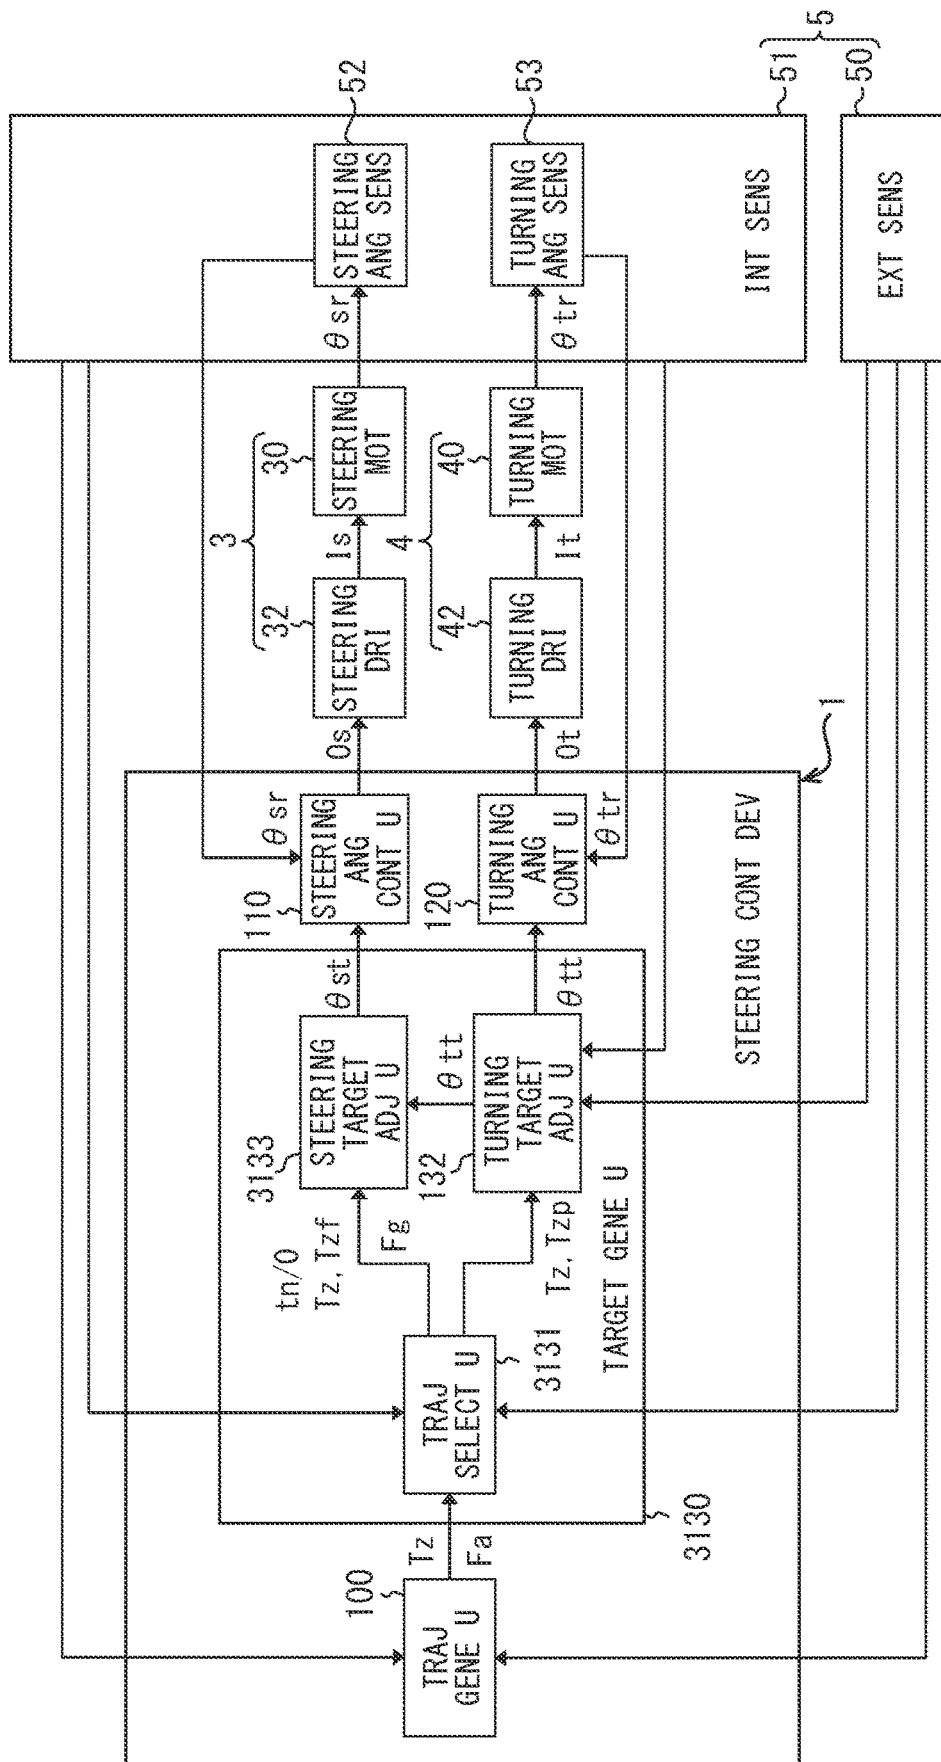 TRAJ
GENE U
100
Tz
Fa
TRAJ
SELECT U
3131
3130
TARGET GENE U
tn/0
Tz, Tzf
Fg
Tz, Tzp
3133
STEERING
TARGET
ADJ U
132
TURNING
TARGET
ADJ U
θtt
θst
θtt
110
STEERING
ANG
CONT U
θsr
120
TURNING
ANG
CONT U
θtr
STEERING CONT DEV
1
Os
Ot
3
32
STEERING
DRI
Is
30
STEERING
MOT
4
42
TURNING
DRI
It
40
TURNING
MOT
θsr
θtr
STEERING
ANG SENS
52
TURNING
ANG SENS
53
INT SENS
51
EXT SENS
50
5